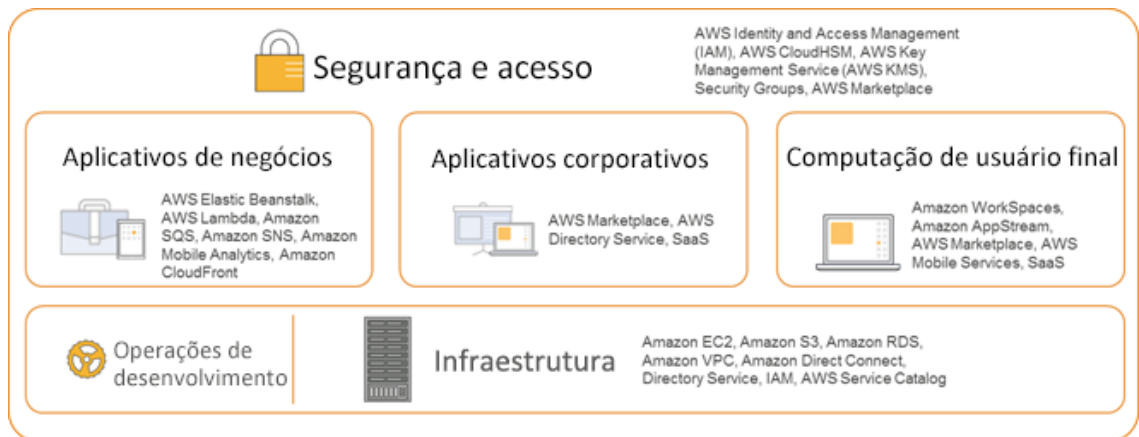 Segurança e acesso
AWS Identity and Access Management
(IAM), AWS CloudHSM, AWS Key
Management Service (AWS KMS),
Security Groups, AWS Marketplace
Aplicativos de negócios
AWS Elastic Beanstalk,
AWS Lambda, Amazon
SQS, Amazon SNS, Amazon
Mobile Analytics, Amazon
CloudFront
Aplicativos corporativos
AWS Marketplace, AWS
Directory Service, SaaS
Computação de usuário final
Amazon WorkSpaces,
Amazon AppStream,
AWS Marketplace, AWS
Mobile Services, SaaS
Operações de
desenvolvimento
Infraestrutura
Amazon EC2, Amazon S3, Amazon RDS,
Amazon VPC, Amazon Direct Connect,
Directory Service, IAM, AWS Service Catalog